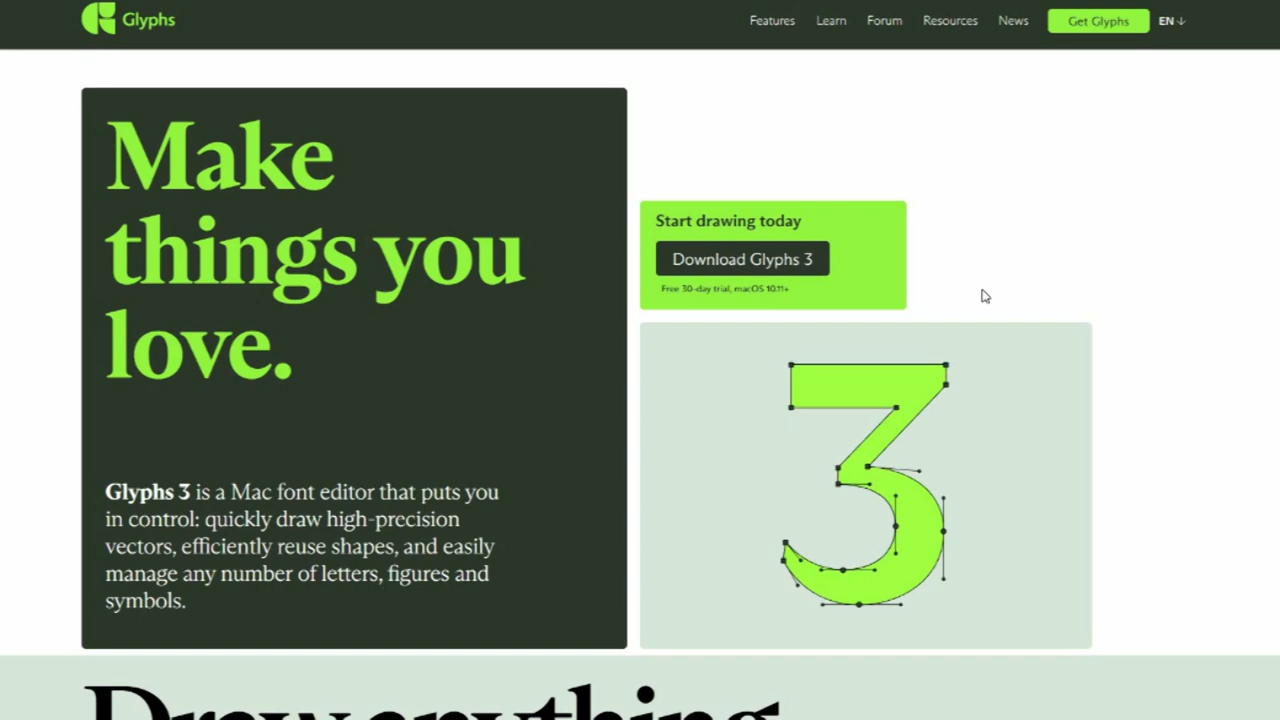 Glyphs
Features Learn Forum Resources News Get Glyphs EN ↓
Make
things you
love.
Start drawing today
Download Glyphs 3
Free 30-day trial, macOS 10.11+
3
Glyphs 3 is a Mac font editor that puts you
in control: quickly draw high-precision
vectors, efficiently reuse shapes, and easily
manage any number of letters, figures and
symbols.
Draw anything